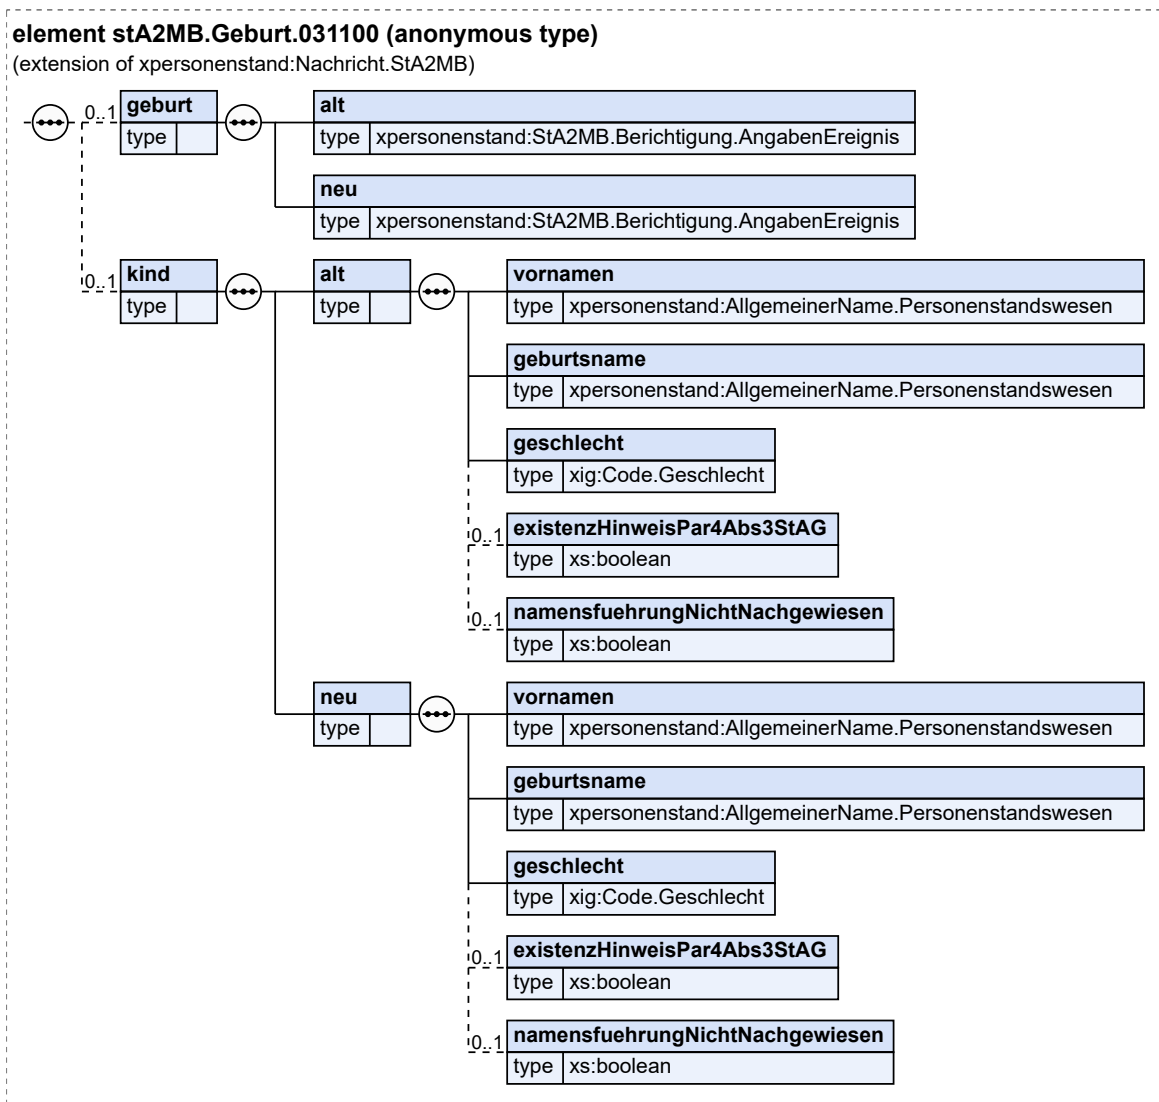 element stA2MB.Geburt.031100 (anonymous type)
(extension of xpersonenstand:Nachricht.StA2MB)
0..1 geburt
type
alt
type xpersonenstand:StA2MB.Berichtigung.AngabenEreignis
neu
type xpersonenstand:StA2MB.Berichtigung.AngabenEreignis
0..1 kind
type
alt
type
vornamen
type xpersonenstand:AllgemeinerName.Personenstandswesen
geburtsname
type xpersonenstand:AllgemeinerName.Personenstandswesen
geschlecht
type xig:Code.Geschlecht
0..1 existenzHinweisPar4Abs3StAG
type xs:boolean
0..1 namensfuehrungNichtNachgewiesen
type xs:boolean
neu
type
vornamen
type xpersonenstand:AllgemeinerName.Personenstandswesen
geburtsname
type xpersonenstand:AllgemeinerName.Personenstandswesen
geschlecht
type xig:Code.Geschlecht
0..1 existenzHinweisPar4Abs3StAG
type xs:boolean
0..1 namensfuehrungNichtNachgewiesen
type xs:boolean